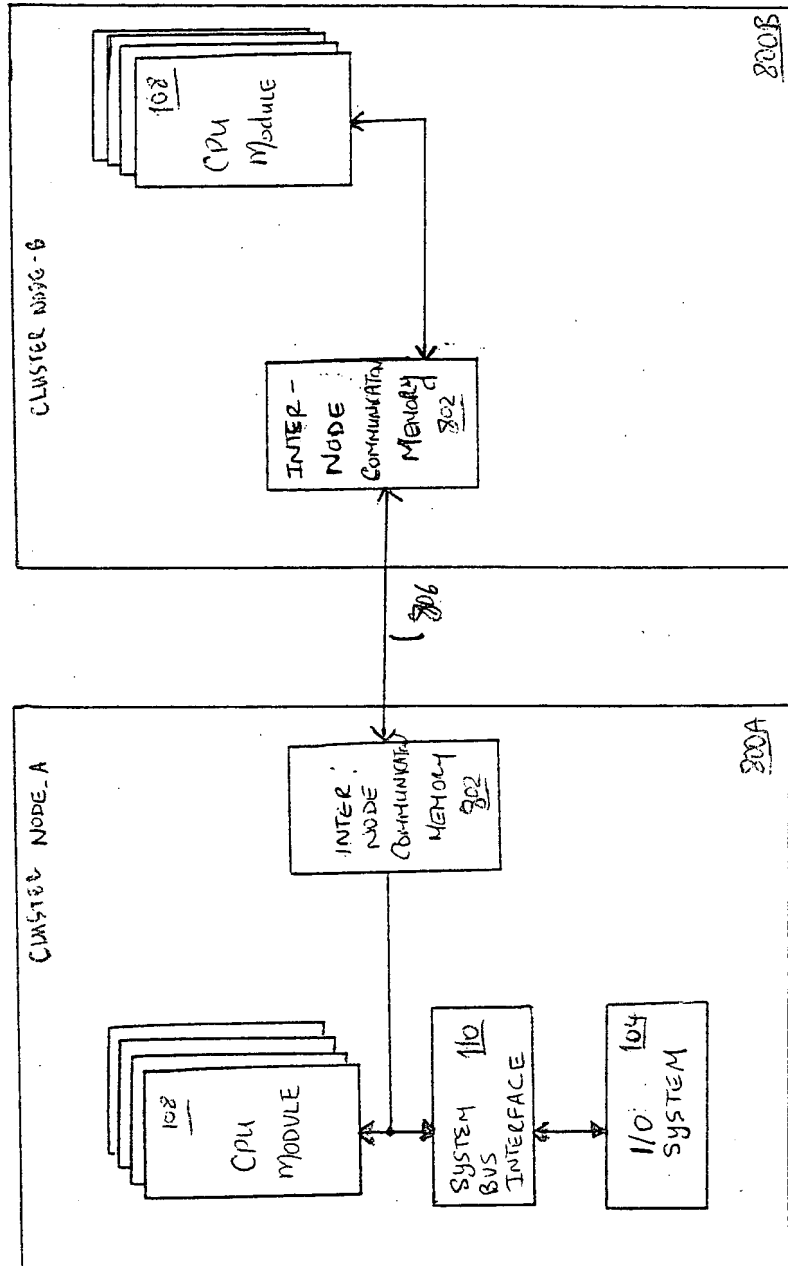 CLUSTER NODE_A
108
CPU
MODULE
SYSTEM 110
BUS
INTERFACE
I/O 104
SYSTEM
INTER
NODE
COMMUNICATION
MEMORY
802
800A
806
CLUSTER NODE-B
INTER-
NODE
COMMUNICATON
MEMORY
802
108
CPU
Module
800B